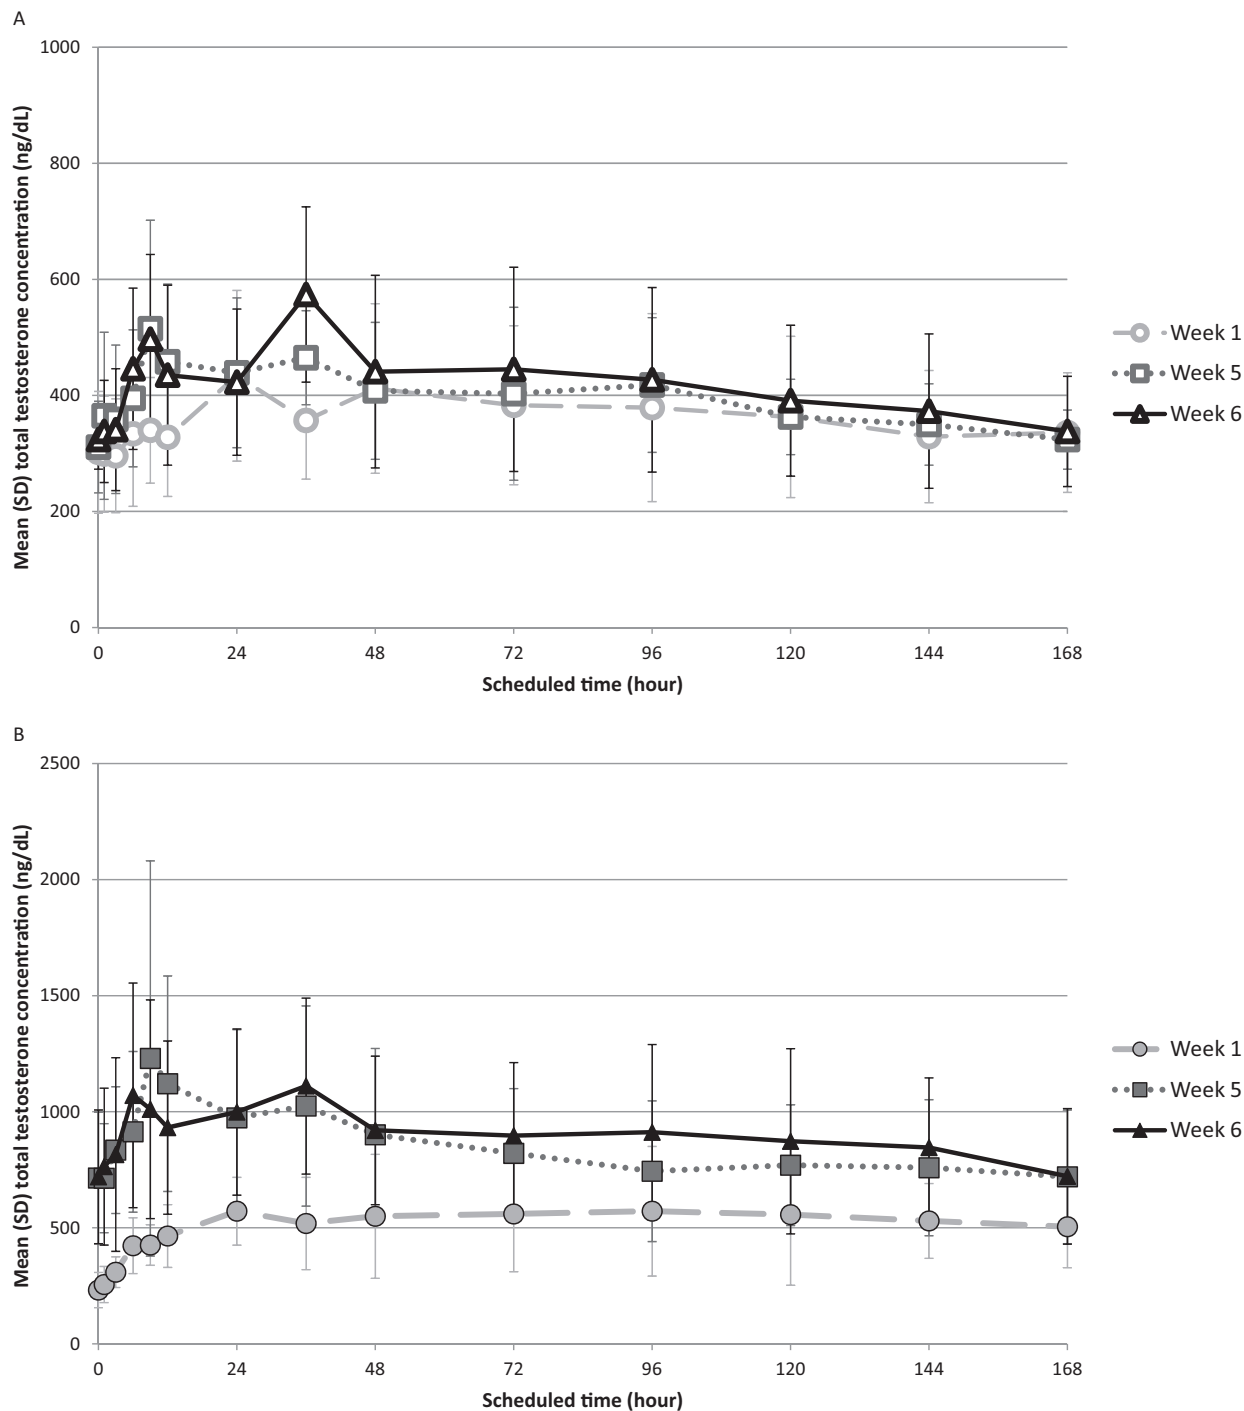 A
Mean (SD) total testosterone concentration (ng/dL)
1000
800
600
400
200
0
0 24 48 72 96 120 144 168
Scheduled time (hour)
Week 1
Week 5
Week 6
B
Mean (SD) total testosterone concentration (ng/dL)
2500
2000
1500
1000
500
0
0 24 48 72 96 120 144 168
Scheduled time (hour)
Week 1
Week 5
Week 6